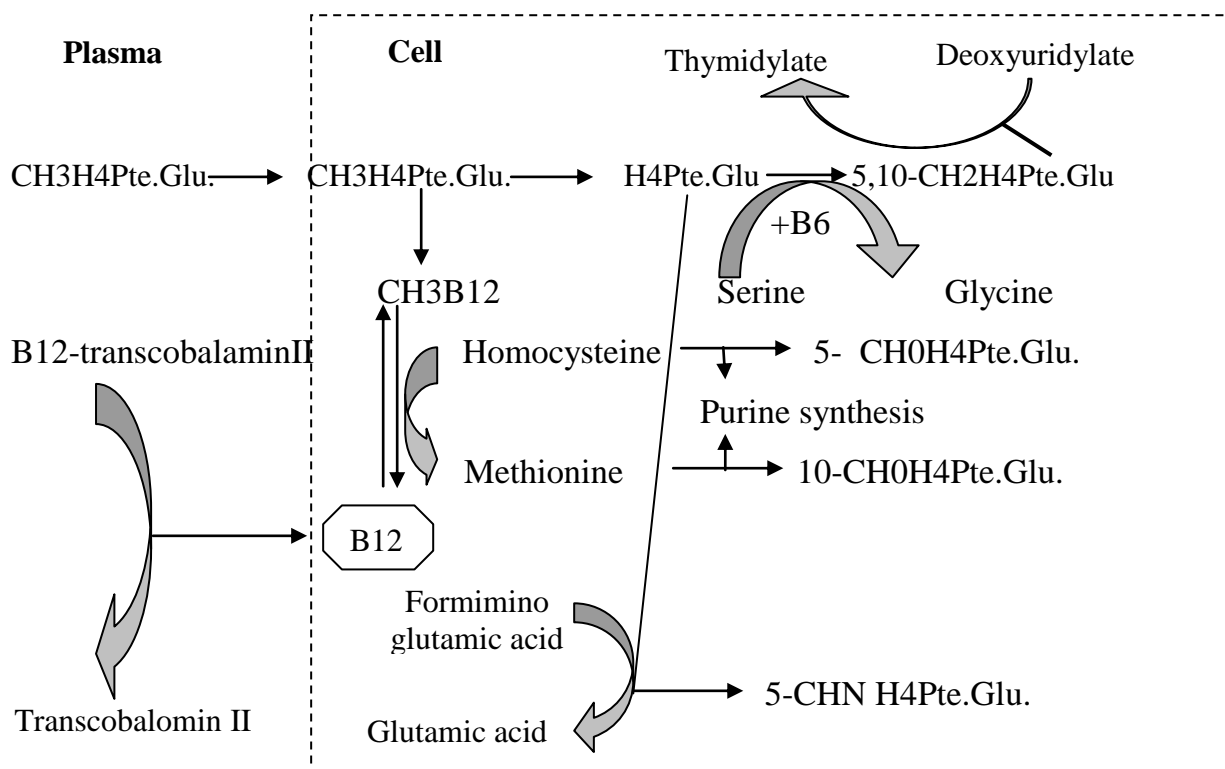 Plasma
Cell
Thymidylate
Deoxyuridylate
CH3H4Pte.Glu.
CH3H4Pte.Glu.
H4Pte.Glu
5,10-CH2H4Pte.Glu
+B6
CH3B12
Serine
Glycine
B12-transcobalaminII
Homocysteine
5- CH0H4Pte.Glu.
Purine synthesis
Methionine
10-CH0H4Pte.Glu.
B12
Formimino
glutamic acid
5-CHN H4Pte.Glu.
Transcobalomin II
Glutamic acid